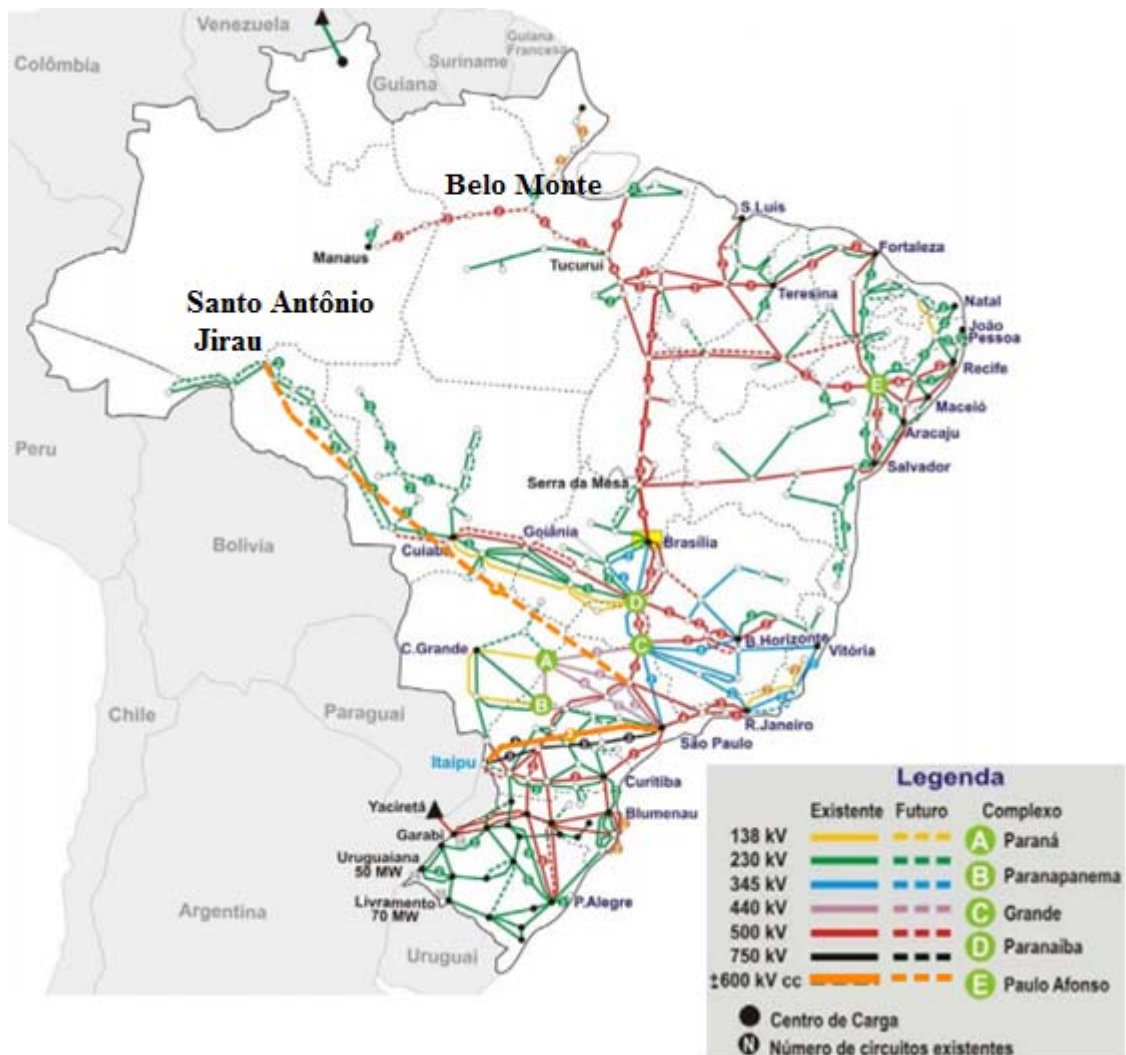 Venezuela
Guiana
Francesa
Suriname
Colômbia
Guiana
Belo Monte
S.Luis
Manaus
Tucuruí
Fortaleza
Teresina
Santo Antônio
Jirau
Natal
João
Pessoa
Recife
E
Maceió
Aracaju
Peru
Salvador
Serra da Mesa
Bolivia
Cuiabá
Goiânia
Brasília
D
C
B.Horizonte
Vitória
C.Grande
A
B
Chile
Paraguai
R.Janeiro
São Paulo
Itaipu
Curitiba
Yaciretá
Blumenau
Garabi
Uruguaiana
50 MW
Livramento
70 MW
P.Alegre
Argentina
Uruguai
Legenda
Existente Futuro Complexo
138 kV A Paraná
230 kV
345 kV B Paranapanema
440 kV C Grande
500 kV D Paranaíba
750 kV
±600 kV cc E Paulo Afonso
Centro de Carga
N Número de circuitos existentes